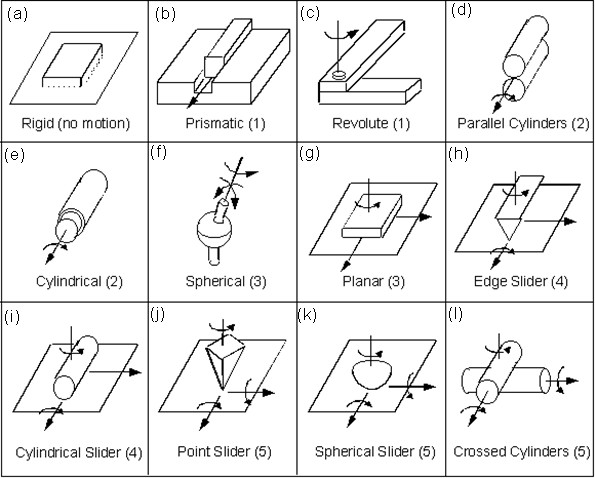 (a)
Rigid (no motion)
(b)
Prismatic (1)
(c)
Revolute (1)
(d)
Parallel Cylinders (2)
(e)
Cylindrical (2)
(f)
Spherical (3)
(g)
Planar (3)
(h)
Edge Slider (4)
(i)
Cylindrical Slider (4)
(j)
Point Slider (5)
(k)
Spherical Slider (5)
(l)
Crossed Cylinders (5)